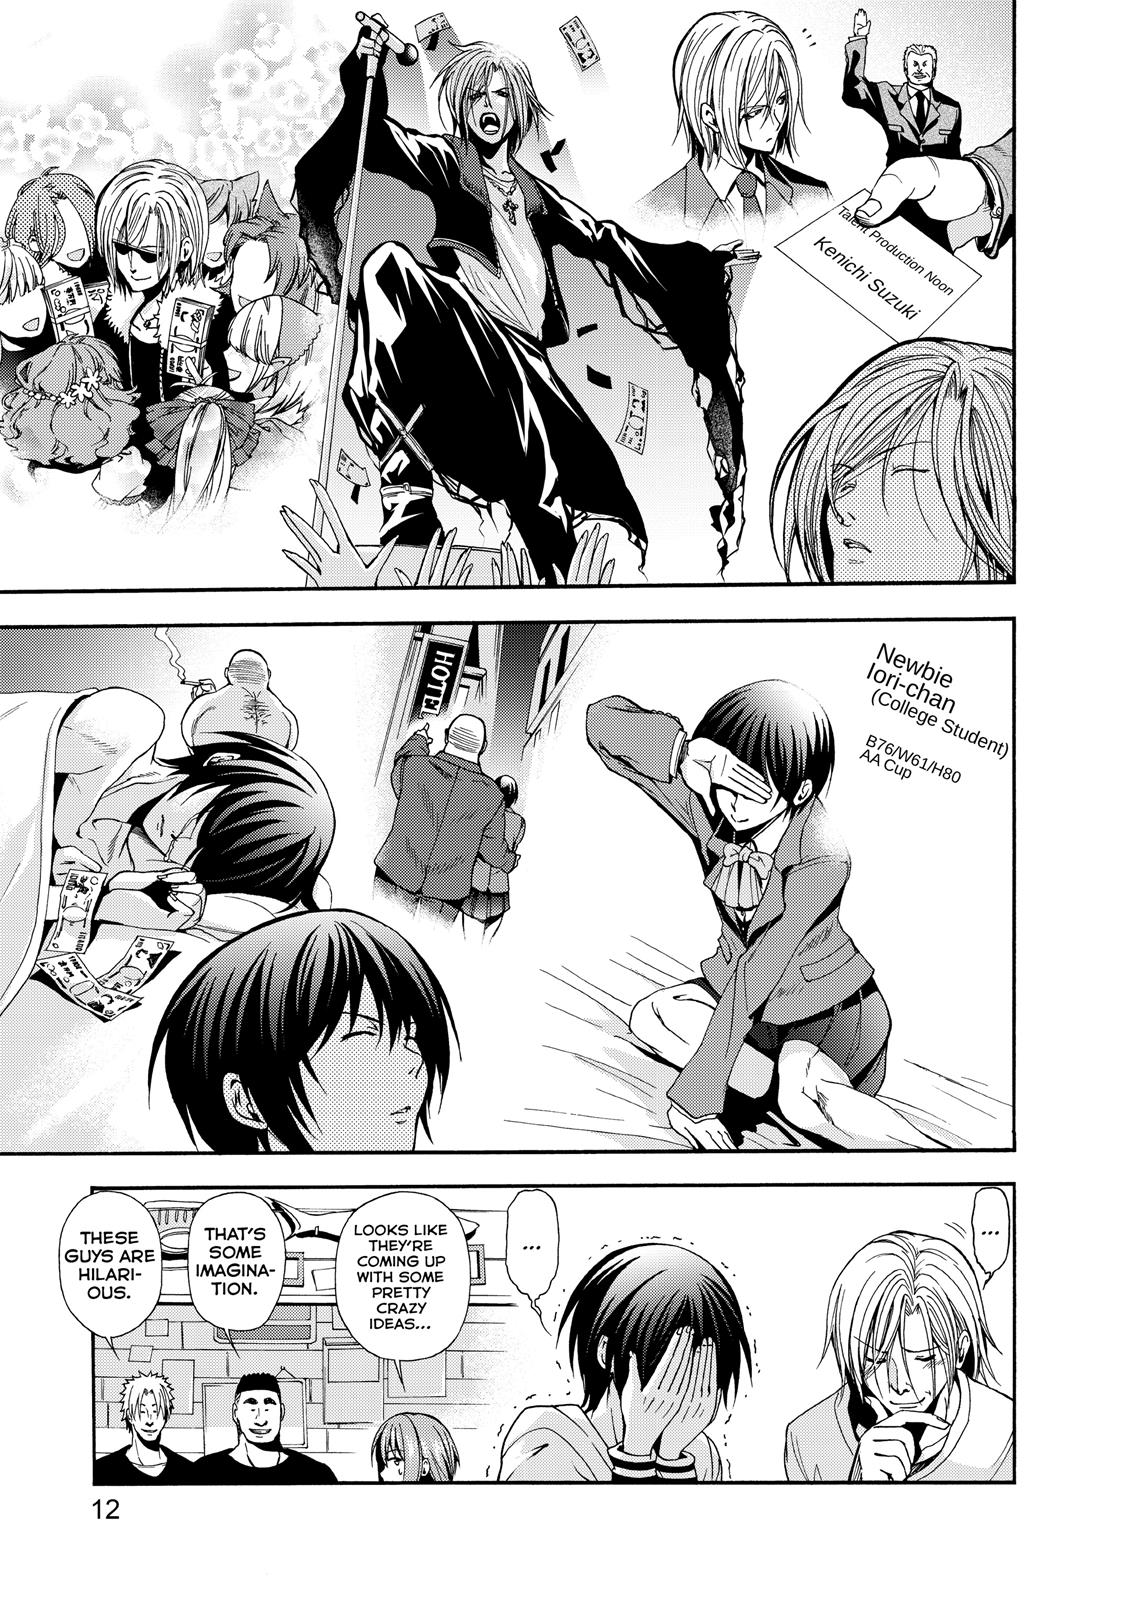 Talent Production Noon
Kenichi Suzuki
Newbie
Iori-chan
(College Student)
B76/W61/H80
AA Cup
HOTEL
...
...
LOOKS LIKE
THEY'RE
COMING UP
WITH SOME
PRETTY
CRAZY
IDEAS...
THAT'S
SOME
IMAGINA-
TION.
THESE
GUYS ARE
HILARI-
OUS.
12